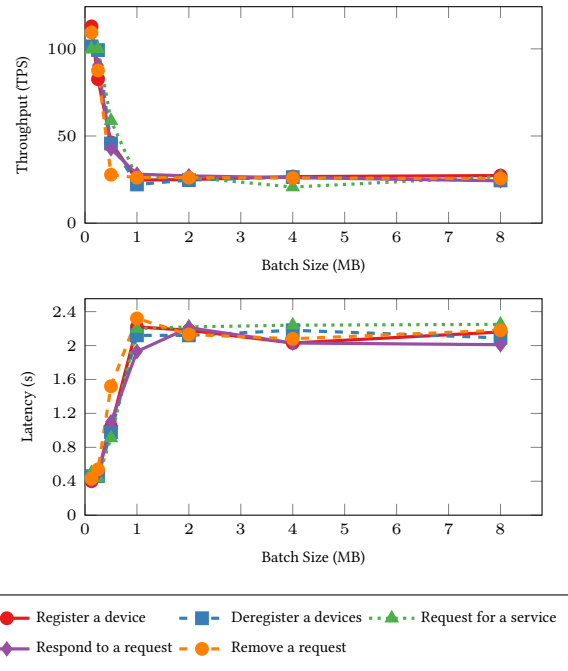 100
50
0
Throughput (TPS)
0 1 2 3 4 5 6 7 8
Batch Size (MB)
2.4
2
1.6
1.2
0.8
0.4
0
Latency (s)
0 1 2 3 4 5 6 7 8
Batch Size (MB)
Register a device Deregister a devices Request for a service
Respond to a request Remove a request